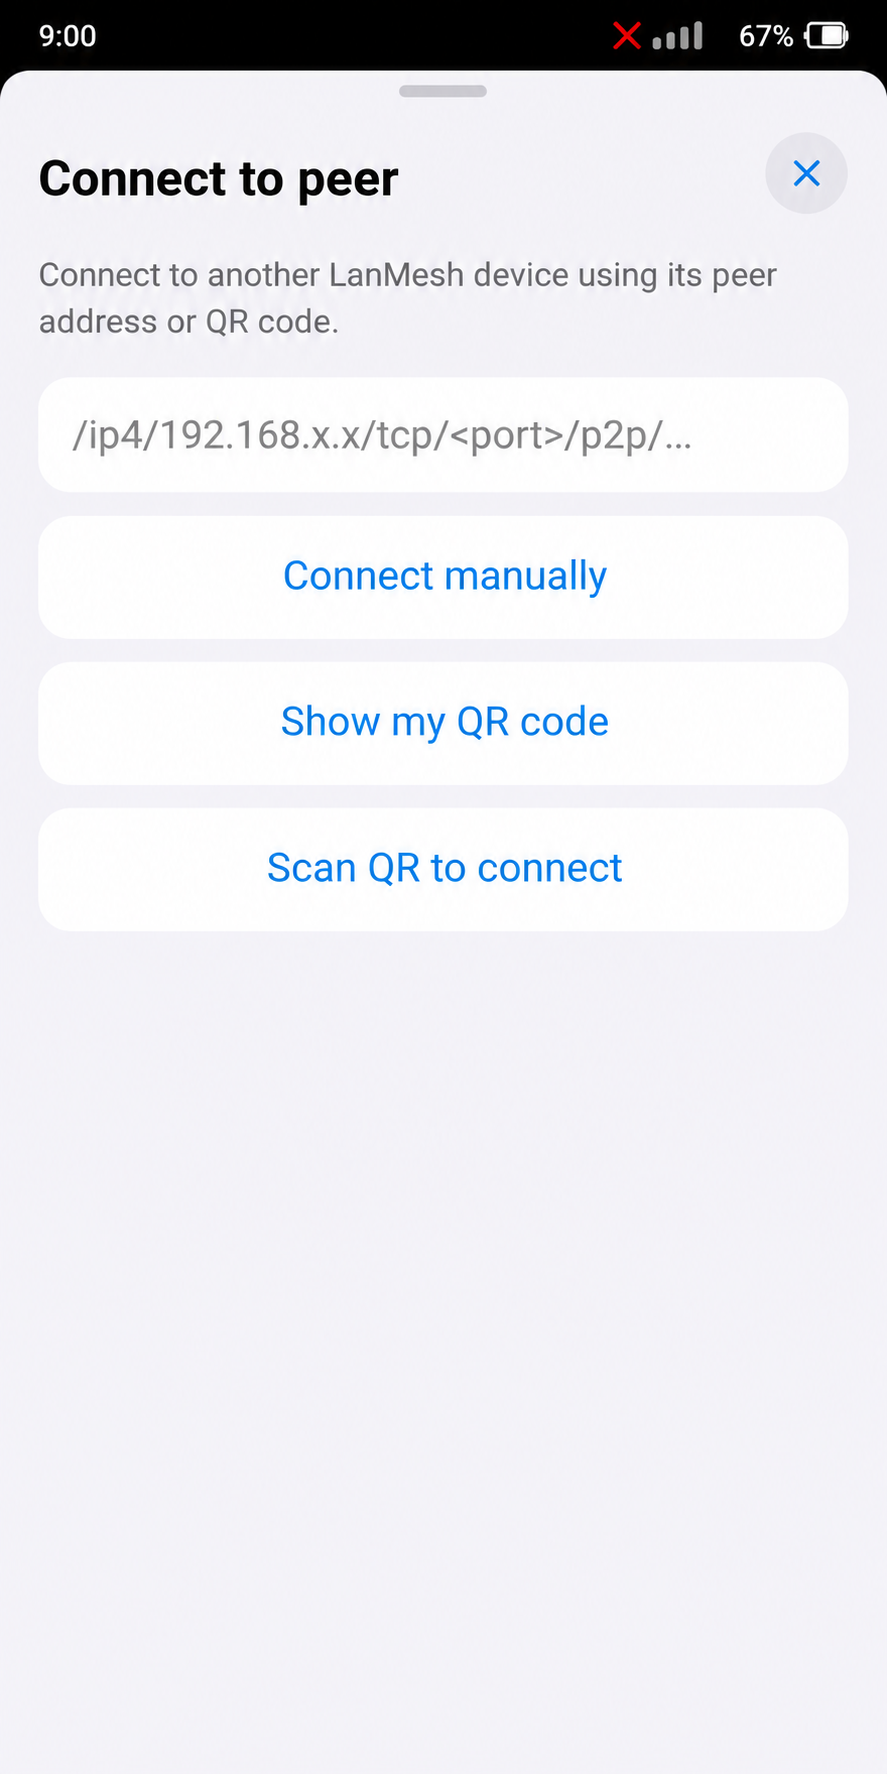 9:00
67%
Connect to peer
Connect to another LanMesh device using its peer
address or QR code.
/ip4/192.168.x.x/tcp/<port>/p2p/...
Connect manually
Show my QR code
Scan QR to connect